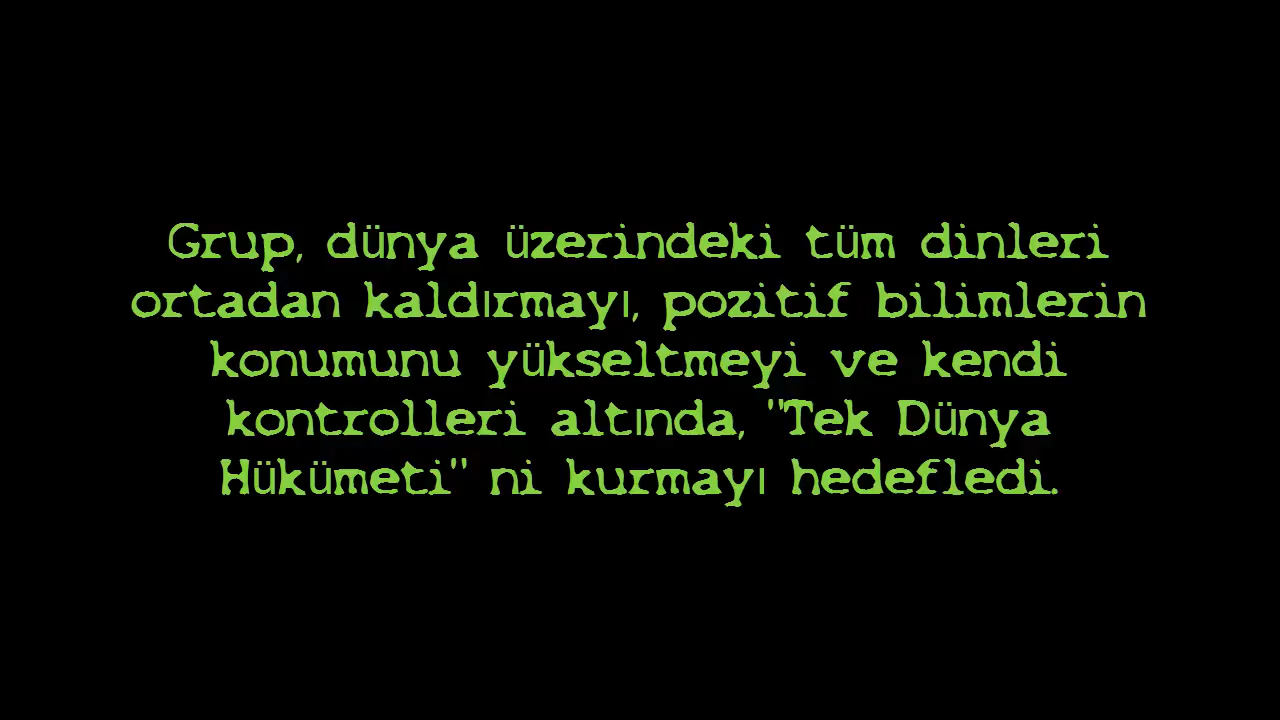 Grup, dünya üzerindeki tüm dinleri
ortadan kaldırmayı, pozitif bilimlerin
konumunu yükseltmeyi ve kendi
kontrolleri altında, "Tek Dünya
Hükümeti" ni kurmayı hedefledi.